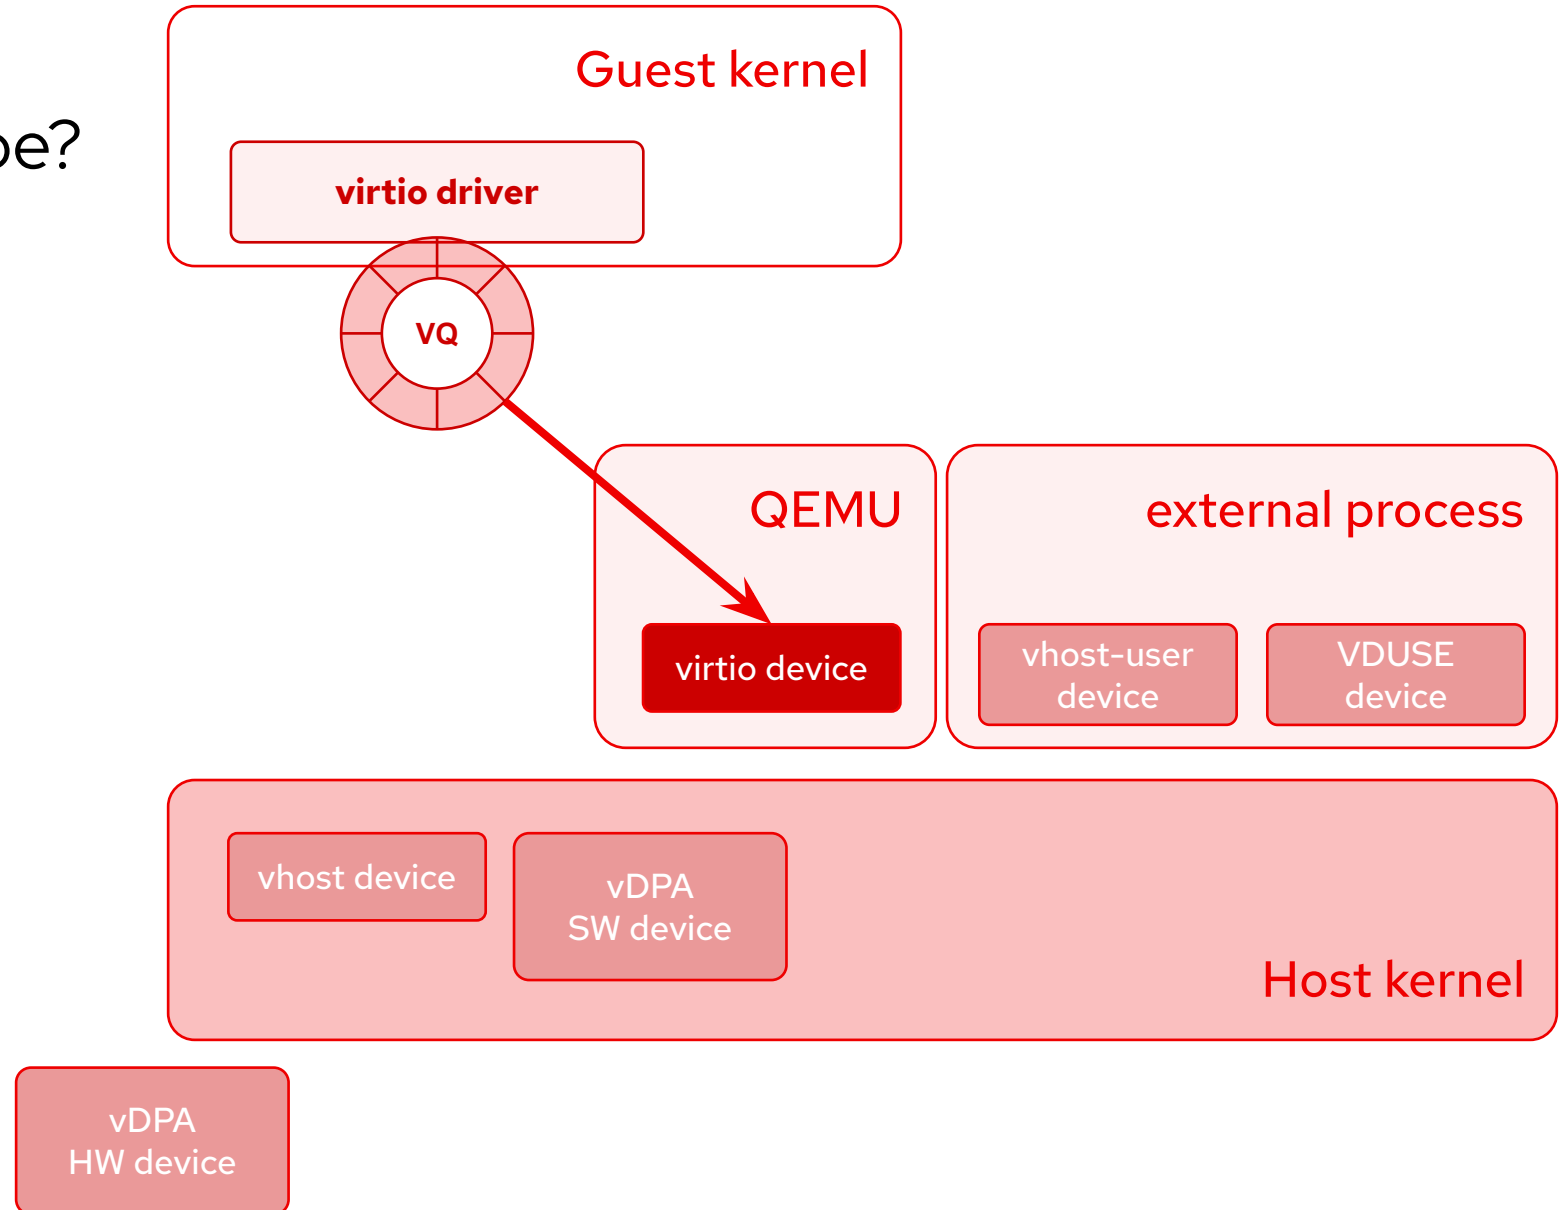 Guest kernel
be?
virtio driver
VQ
QEMU
external process
virtio device
vhost-user
device
VDUSE
device
vhost device
vDPA
SW device
Host kernel
vDPA
HW device